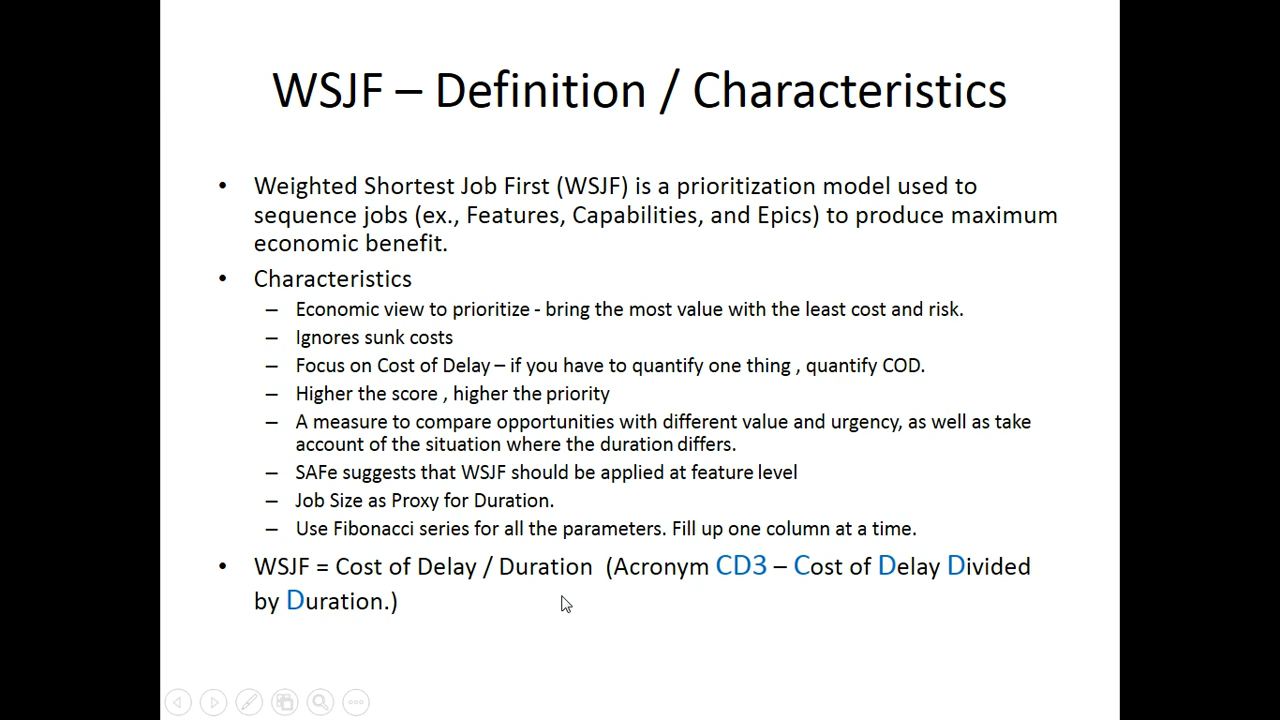 WSJF – Definition / Characteristics
• Weighted Shortest Job First (WSJF) is a prioritization model used to
sequence jobs (ex., Features, Capabilities, and Epics) to produce maximum
economic benefit.
• Characteristics
– Economic view to prioritize - bring the most value with the least cost and risk.
– Ignores sunk costs
– Focus on Cost of Delay – if you have to quantify one thing , quantify COD.
– Higher the score , higher the priority
– A measure to compare opportunities with different value and urgency, as well as take
account of the situation where the duration differs.
– SAFe suggests that WSJF should be applied at feature level
– Job Size as Proxy for Duration.
– Use Fibonacci series for all the parameters. Fill up one column at a time.
• WSJF = Cost of Delay / Duration (Acronym CD3 – Cost of Delay Divided
by Duration.)